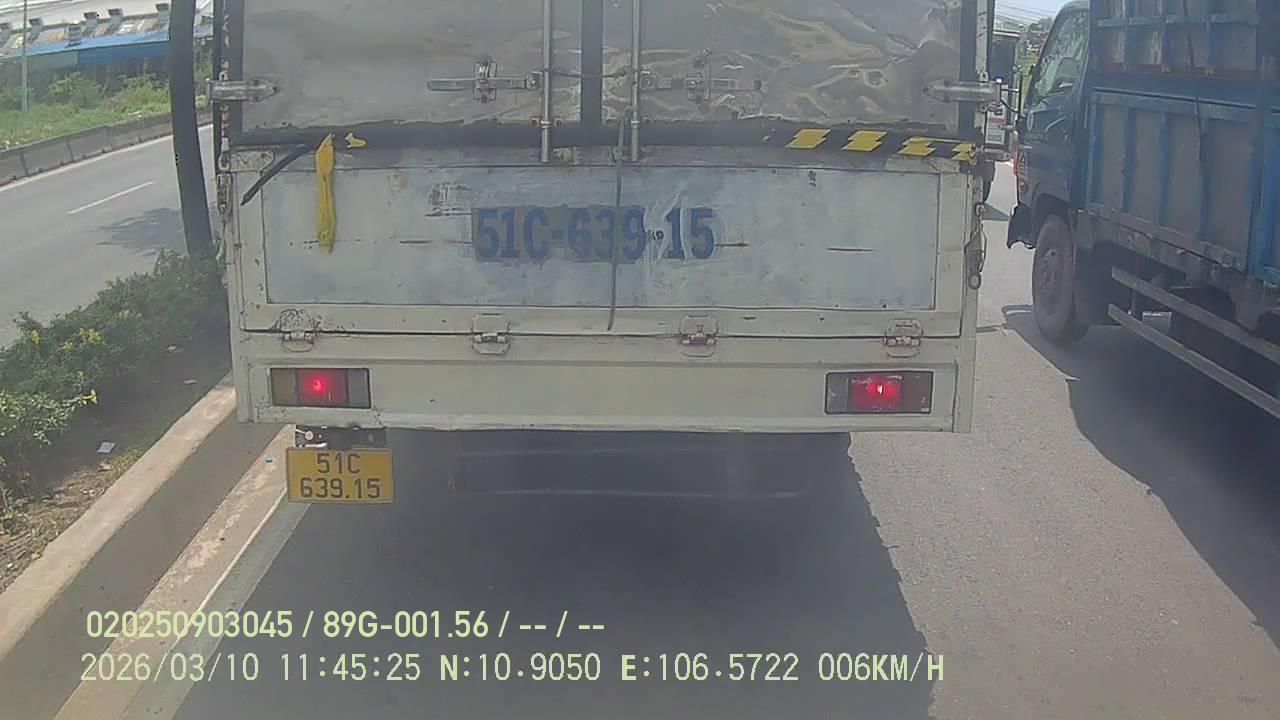 51C-639.15
51C
639.15
020250903045 / 89G-001.56 / -- / --
2026/03/10 11:45:25 N:10.9050 E:106.5722 006KM/H